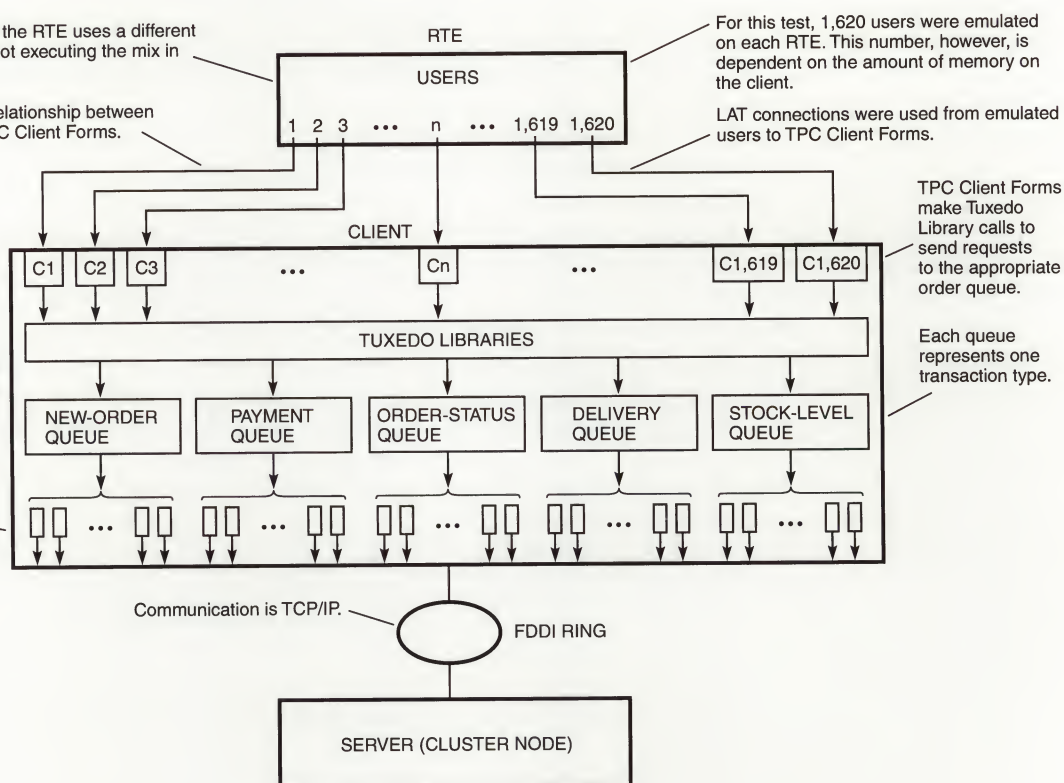 the RTE uses a different
ot executing the mix in
elationship between
C Client Forms.
RTE
USERS
1 2 3 ••• n ••• 1,619 1,620
For this test, 1,620 users were emulated
on each RTE. This number, however, is
dependent on the amount of memory on
the client.
LAT connections were used from emulated
users to TPC Client Forms.
TPC Client Forms
make Tuxedo
Library calls to
send requests
to the appropriate
order queue.
Each queue
represents one
transaction type.
CLIENT
C1 C2 C3 ••• Cn ••• C1,619 C1,620
TUXEDO LIBRARIES
NEW-ORDER
QUEUE
PAYMENT
QUEUE
ORDER-STATUS
QUEUE
DELIVERY
QUEUE
STOCK-LEVEL
QUEUE
••• ••• ••• ••• •••
Communication is TCP/IP.
FDDI RING
SERVER (CLUSTER NODE)